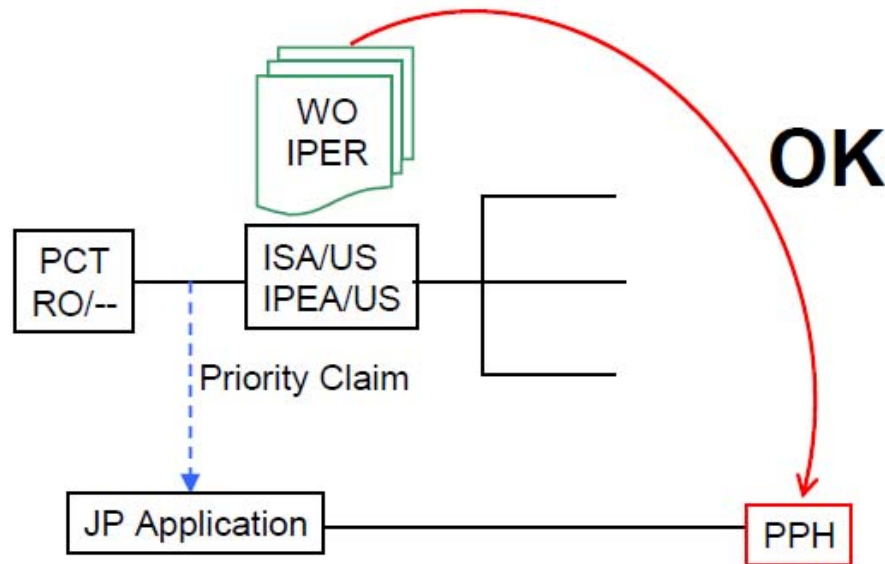 WO
IPER
OK
PCT
RO/--
ISA/US
IPEA/US
Priority Claim
JP Application
PPH